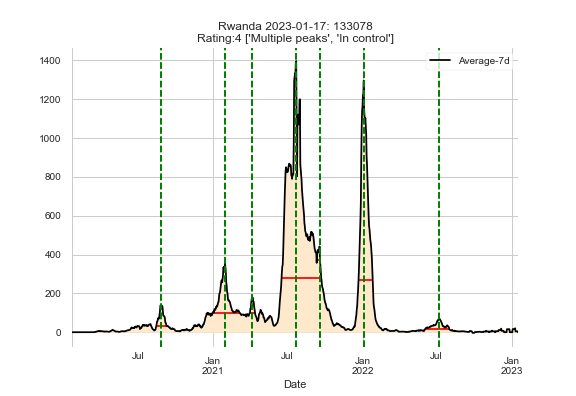 Rwanda 2023-01-17: 133078
Rating:4 ['Multiple peaks', 'In control']
Average-7d
1400
1200
1000
800
600
400
200
0
Jul
Jan
2021
Jul
Jan
2022
Jul
Jan
2023
Date